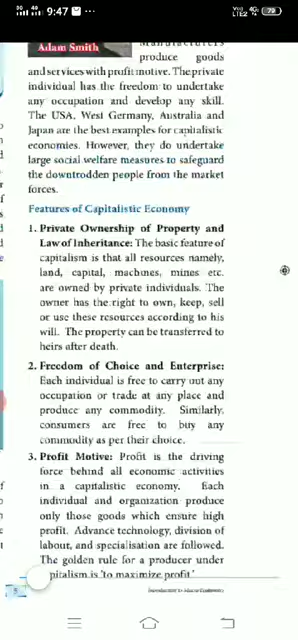 9:47
VoLTE2
4G
79
Adam Smith
Manufacturers
produce goods
and services with profit motive. The private
individual has the freedom to undertake
any occupation and develop any skill.
The USA, West Germany, Australia and
Japan are the best examples for capitalistic
economies. However, they do undertake
large social welfare measures to safeguard
the downtrodden people from the market
forces.
Features of Capitalistic Economy
1. Private Ownership of Property and
Law of Inheritance: The basic feature of
capitalism is that all resources namely,
land, capital, machines, mines etc.
are owned by private individuals. The
owner has the right to own, keep, sell
or use these resources according to his
will. The property can be transferred to
heirs after death.
2. Freedom of Choice and Enterprise:
Each individual is free to carry out any
occupation or trade at any place and
produce any commodity. Similarly,
consumers are free to buy any
commodity as per their choice.
3. Profit Motive: Profit is the driving
force behind all economic activities
in a capitalistic economy. Each
individual and organization produce
only those goods which ensure high
profit. Advance technology, division of
labour, and specialisation are followed.
The golden rule for a producer under
pitalism is 'to maximize profit.'